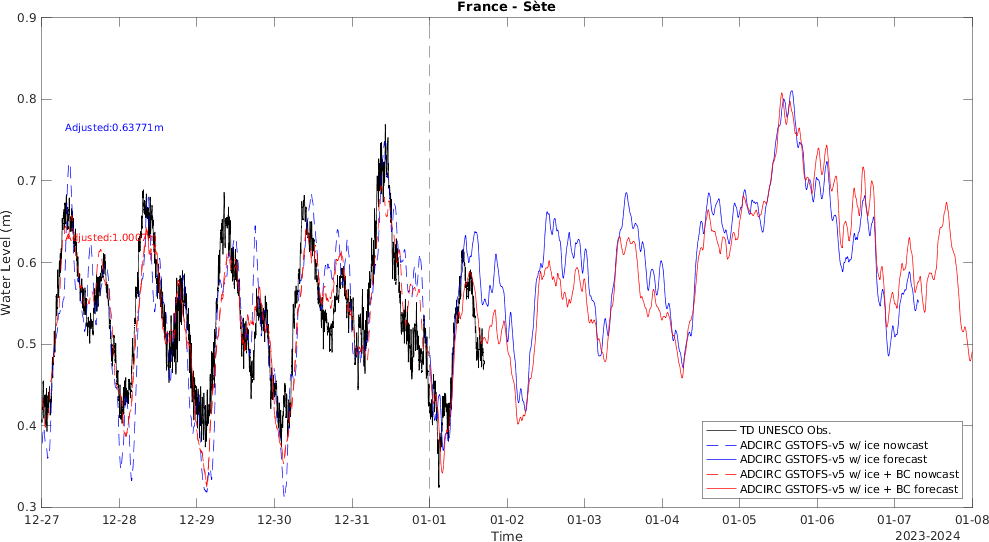 France - Sète
Water Level (m)
0.9
0.8
0.7
0.6
0.5
0.4
0.3
Adjusted:0.63771m
TD UNESCO Obs.
ADCIRC GSTOFS-v5 w/ ice nowcast
ADCIRC GSTOFS-v5 w/ ice forecast
ADCIRC GSTOFS-v5 w/ ice + BC nowcast
ADCIRC GSTOFS-v5 w/ ice + BC forecast
12-27 12-28 12-29 12-30 12-31 01-01 01-02 01-03 01-04 01-05 01-06 01-07 01-08
Time
2023-2024